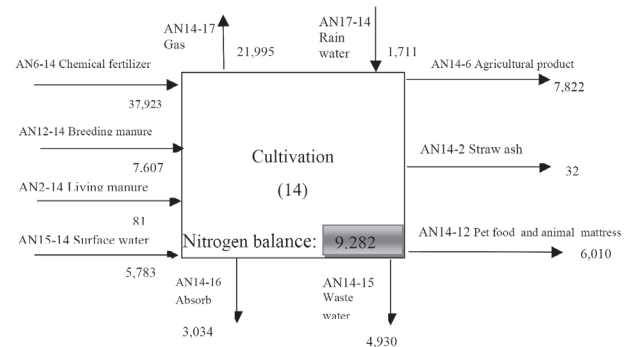 AN14-17
Gas
21,995
AN17-14
Rain
water
1,711
AN6-14 Chemical fertilizer
37,923
AN14-6 Agricultural product
7,822
AN12-14 Breeding manure
7.607
Cultivation
(14)
AN14-2 Straw ash
32
AN2-14 Living manure
81
AN15-14 Surface water
5,783
Nitrogen balance: 9.282
AN14-12 Pet food and animal mattress
6,010
AN14-16
Absorb
3,034
AN14-15
Waste
water
4,930